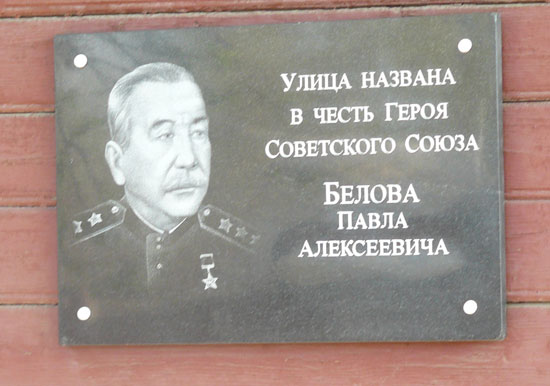 Улица названа
в честь Героя
Советского Союза
Белова
Павла
Алексеевича